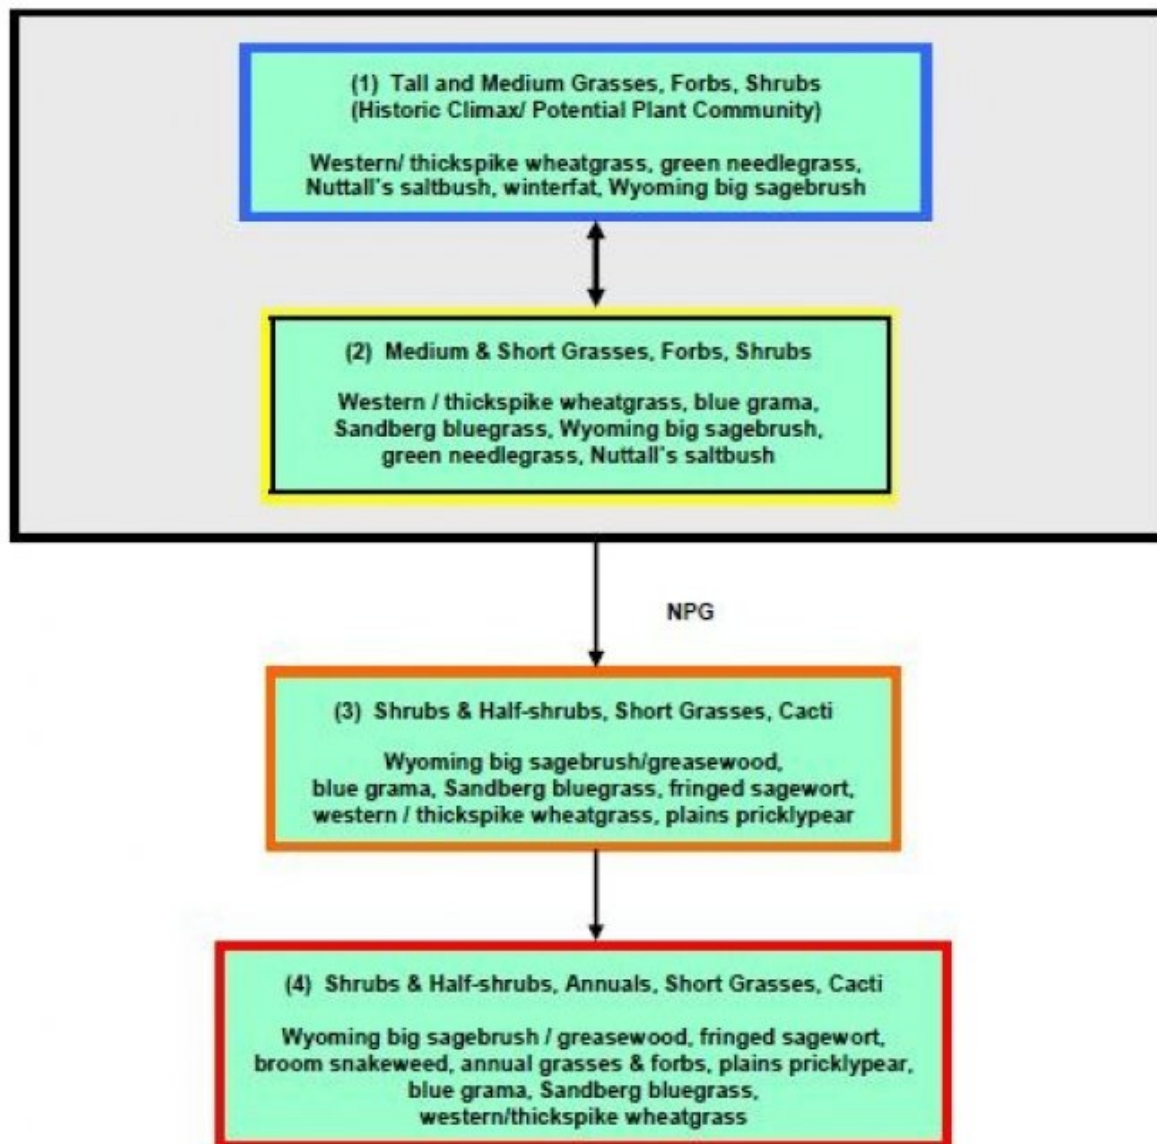 (1) Tall and Medium Grasses, Forbs, Shrubs
(Historic Climax/ Potential Plant Community)
Western/ thickspike wheatgrass, green needlegrass,
Nuttall's saltbush, winterfat, Wyoming big sagebrush
(2) Medium & Short Grasses, Forbs, Shrubs
Western / thickspike wheatgrass, blue grama,
Sandberg bluegrass, Wyoming big sagebrush,
green needlegrass, Nuttall's saltbush
NPG
(3) Shrubs & Half-shrubs, Short Grasses, Cacti
Wyoming big sagebrush/greasewood,
blue grama, Sandberg bluegrass, fringed sagewort,
western / thickspike wheatgrass, plains pricklypear
(4) Shrubs & Half-shrubs, Annuals, Short Grasses, Cacti
Wyoming big sagebrush / greasewood, fringed sagewort,
broom snakeweed, annual grasses & forbs, plains pricklypear,
blue grama, Sandberg bluegrass,
western/thickspike wheatgrass